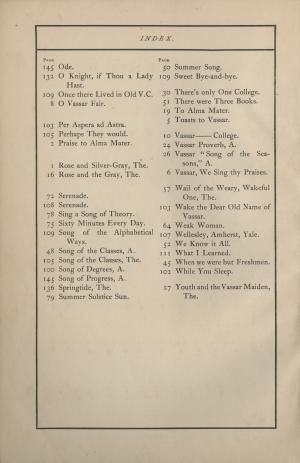 INDEX.
PAGE
145 Ode.
132 O Knight, if Thou a Lady
Hast.
109 Once there Lived in Old V.C.
8 O Vassar Fair.
103 Per Aspera ad Astra.
105 Perhaps They would.
2 Praise to Alma Mater.
1 Rose and Silver-Gray, The.
16 Rose and the Gray, The.
72 Serenade.
108 Serenade.
78 Sing a Song of Theory.
75 Sixty Minutes Every Day.
109 Song of the Alphabetical
Ways.
48 Song of the Classes, A.
105 Song of the Classes, The.
100 Song of Degrees, A.
145 Song of Progress, A.
136 Springtide, The.
79 Summer Solstice Sun.
PAGE
50 Summer Song.
109 Sweet Bye-and-bye.
30 There's only One College.
51 There were Three Books.
19 To Alma Mater.
5 Toasts to Vassar.
10 Vassar—— College.
24 Vassar Proverb, A.
26 Vassar "Song of the Sea-
sons," A.
6 Vassar, We Sing thy Praises.
37 Wail of the Weary, Wakeful
One, The.
103 Wake the Dear Old Name of
Vassar.
64 Weak Woman.
107 Wellesley, Amherst, Yale.
52 We Know it All.
111 What I Learned.
45 When we were but Freshmen.
102 While You Sleep.
27 Youth and the Vassar Maiden,
The.